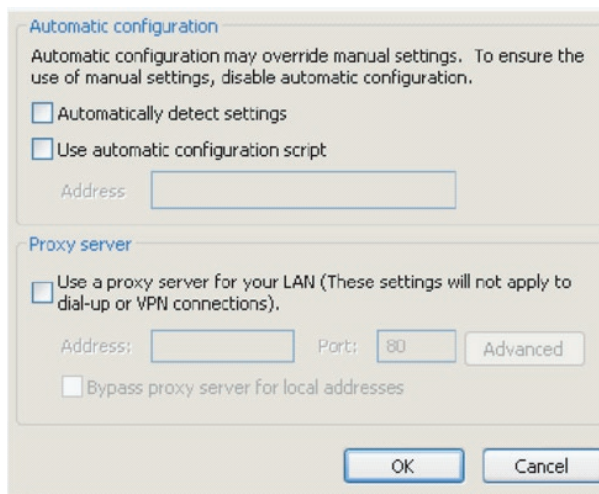 Automatic configuration
Automatic configuration may override manual settings. To ensure the
use of manual settings, disable automatic configuration.
Automatically detect settings
Use automatic configuration script
Address
Proxy server
Use a proxy server for your LAN (These settings will not apply to
dial-up or VPN connections).
Address: Port: 80 Advanced
Bypass proxy server for local addresses
OK Cancel